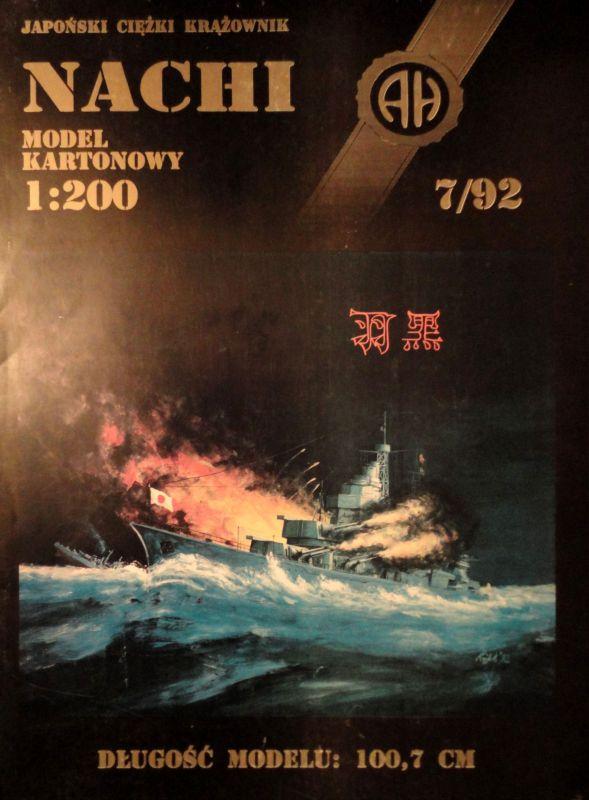 JAPOŃSKI CIĘŻKI KRĄŻOWNIK
NACHI
AH
MODEL
KARTONOWY
1:200
7/92
羽黒
DŁUGOŚĆ MODELU: 100,7 CM